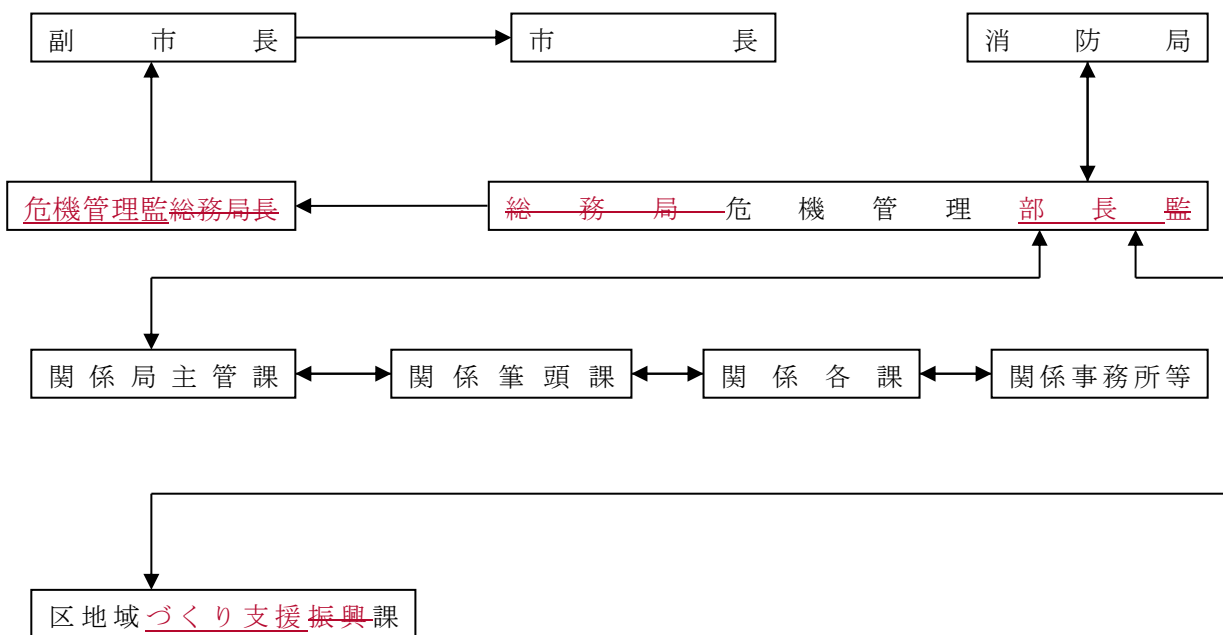 副市長
市長
消防局
危機管理監総務局長
総務局危機管理部長監
関係局主管課
関係筆頭課
関係各課
関係事務所等
区地域づくり支援振興課